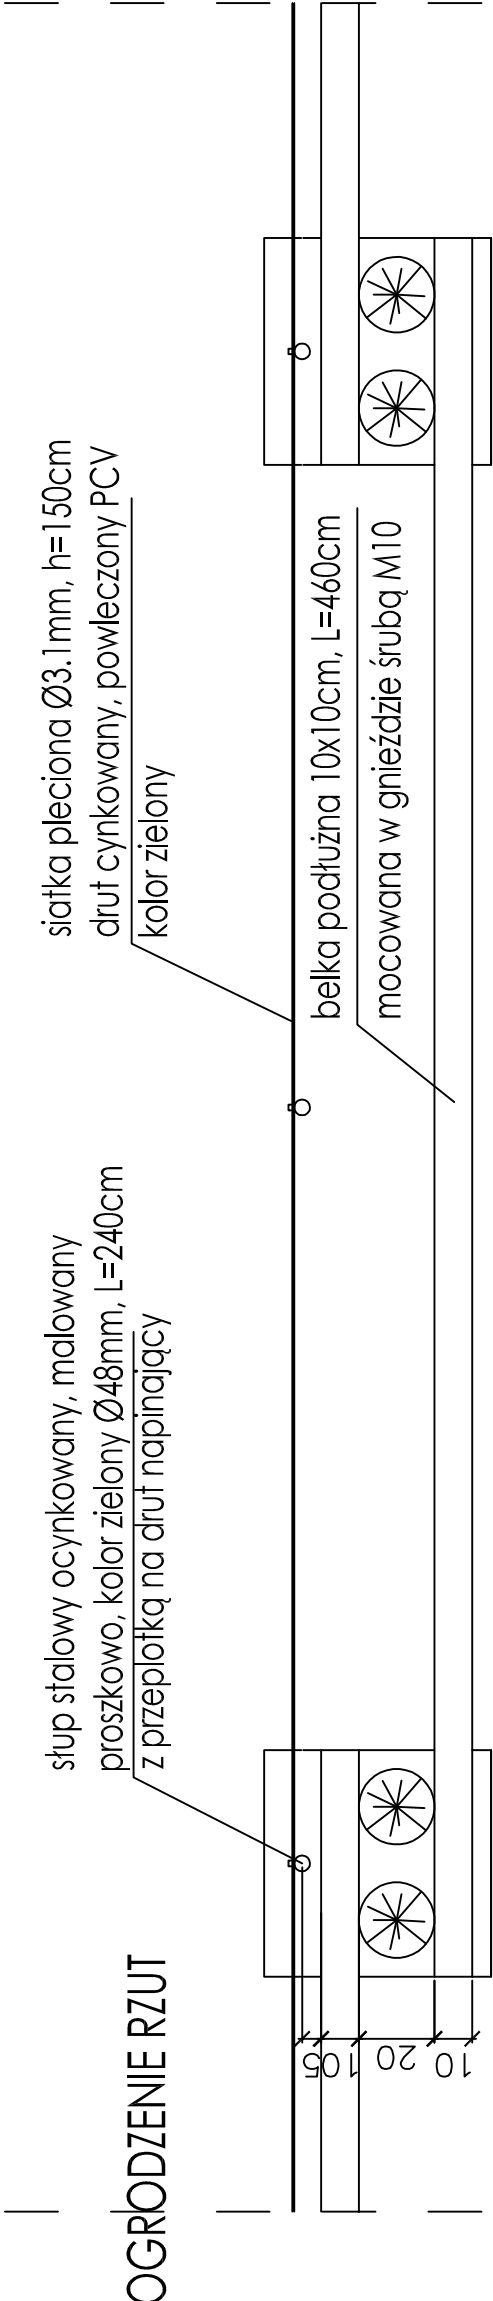 OGRODZENIE RZUT
słup stalowy ocynkowany, malowany
proszkowo, kolor zielony Ø48mm, L=240cm
z przeplotką na drut napinający
siatka pleciona Ø3.1mm, h=150cm
drut cynkowany, powleczony PCV
kolor zielony
belka podłużna 10x10cm, L=460cm
mocowana w gnieździe śrubą M10
5
10
20
10